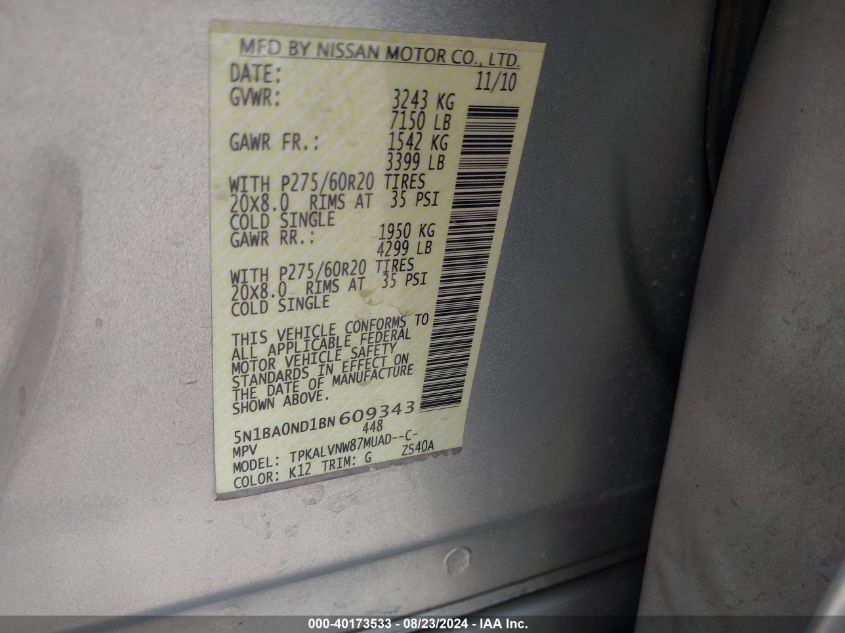 MFD BY NISSAN MOTOR CO., LTD.
DATE: 11/10
GVWR: 3243 KG
7150 LB
GAWR FR.: 1542 KG
3399 LB
WITH P275/60R20 TIRES
20X8.0 RIMS AT 35 PSI
COLD SINGLE
GAWR RR.: 1950 KG
4299 LB
WITH P275/60R20 TIRES
20X8.0 RIMS AT 35 PSI
COLD SINGLE
THIS VEHICLE CONFORMS TO
ALL APPLICABLE FEDERAL
MOTOR VEHICLE SAFETY
STANDARDS IN EFFECT ON
THE DATE OF MANUFACTURE
SHOWN ABOVE.
5N1BA0ND1BN 609343
MPV 448
MODEL: TPKALVNW87MUAD--C-
COLOR: K12 TRIM: G ZS40A
000-40173533 - 08/23/2024 - IAA Inc.